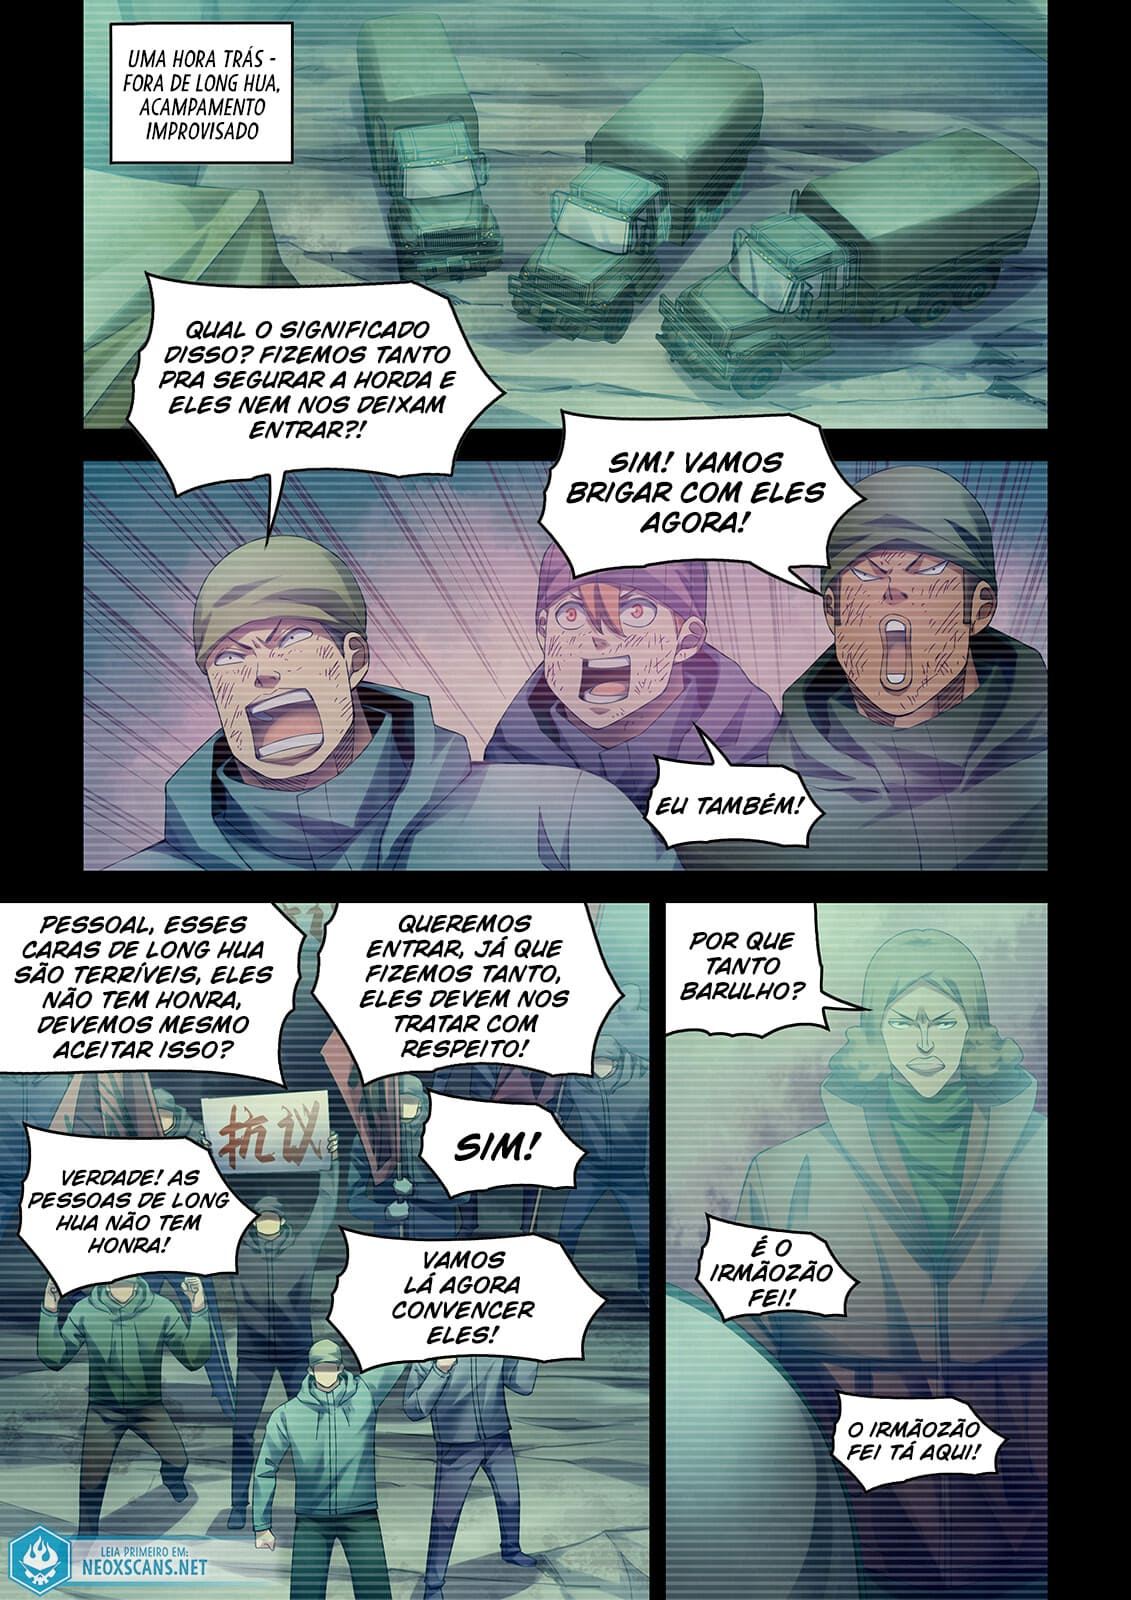 UMA HORA TRÁS -
FORA DE LONG HUA,
ACAMPAMENTO
IMPROVISADO
QUAL O SIGNIFICADO
DISSO? FIZEMOS TANTO
PRA SEGURAR A HORDA E
ELES NEM NOS DEIXAM
ENTRAR?!
SIM! VAMOS
BRIGAR COM ELES
AGORA!
EU TAMBÉM!
PESSOAL, ESSES
CARAS DE LONG HUA
SÃO TERRÍVEIS, ELES
NÃO TEM HONRA,
DEVEMOS MESMO
ACEITAR ISSO?
QUEREMOS
ENTRAR, JÁ QUE
FIZEMOS TANTO,
ELES DEVEM NOS
TRATAR COM
RESPEITO!
抗议
SIM!
VERDADE! AS
PESSOAS DE LONG
HUA NÃO TEM
HONRA!
VAMOS
LÁ AGORA
CONVENCER
ELES!
POR QUE
TANTO
BARULHO?
É O
IRMÃOZÃO
FEI!
O IRMÃOZÃO
FEI TÁ AQUI!
LEIA PRIMEIRO EM:
NEOXSCANS.NET